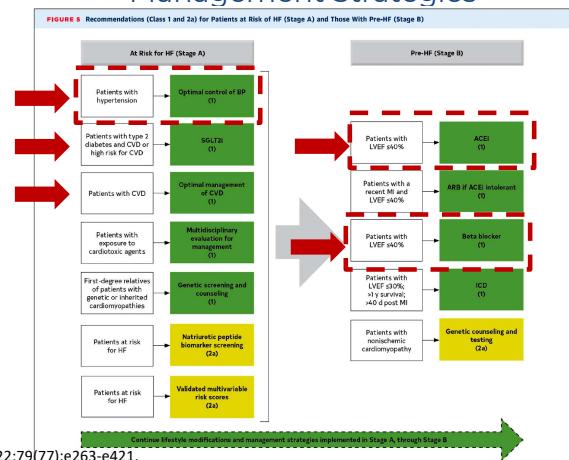 Management Strategies
FIGURE 5 Recommendations (Class 1 and 2a) for Patients at Risk of HF (Stage A) and Those With Pre-HF (Stage B)
At Risk for HF (Stage A)
Patients with
hypertension
Optimal control of BP
(1)
Patients with type 2
diabetes and CVD or
high risk for CVD
SGLT2i
(1)
Patients with CVD
Optimal management of
CVD
(1)
Patients with
exposure to
cardiotoxic agents
Multidisciplinary
evaluation for
management
(1)
First-degree relatives
of patients with
genetic or inherited
cardiomyopathies
Genetic screening and
counseling
(1)
Patients at risk
for HF
Natriuretic peptide
biomarker screening
(2a)
Patients at risk
for HF
Validated multivariable
risk scores
(2a)
Pre-HF (Stage B)
Patients with
LVEF ≤40%
ACEi
(1)
Patients with a
recent MI and
LVEF ≤40%
ARB if ACEi intolerant
(1)
Patients with
LVEF ≤40%
Beta blocker
(1)
Patients with
LVEF ≤30%;
>1 y survival;
>40 d post MI
ICD
(1)
Patients with
nonischemic
cardiomyopathy
Genetic counseling and
testing
(2a)
Continue lifestyle modifications and management strategies implemented in Stage A, through Stage B
22;79(77):e263-e421.